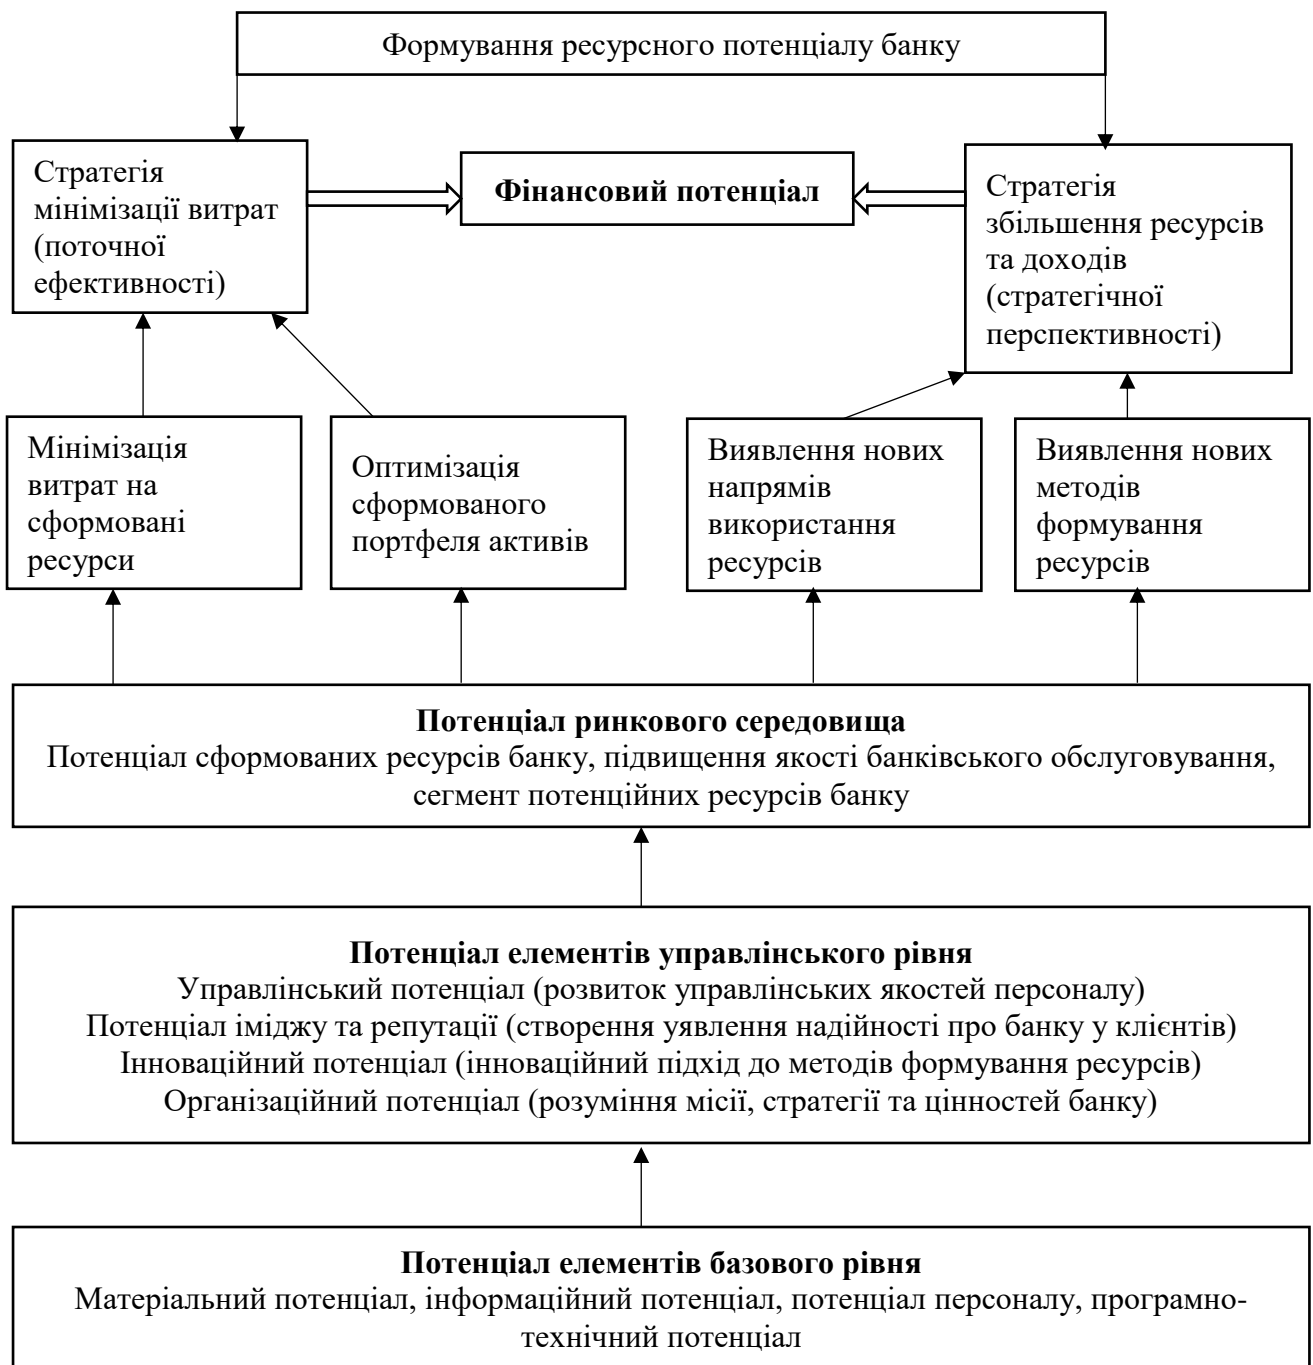 Формування ресурсного потенціалу банку
Стратегія
мінімізації витрат
(поточної
ефективності)
Фінансовий потенціал
Стратегія
збільшення ресурсів
та доходів
(стратегічної
перспективності)
Мінімізація
витрат на
сформовані
ресурси
Оптимізація
сформованого
портфеля активів
Виявлення нових
напрямів
використання
ресурсів
Виявлення нових
методів
формування
ресурсів
Потенціал ринкового середовища
Потенціал сформованих ресурсів банку, підвищення якості банківського обслуговування,
сегмент потенційних ресурсів банку
Потенціал елементів управлінського рівня
Управлінський потенціал (розвиток управлінських якостей персоналу)
Потенціал іміджу та репутації (створення уявлення надійності про банку у клієнтів)
Інноваційний потенціал (інноваційний підхід до методів формування ресурсів)
Організаційний потенціал (розуміння місії, стратегії та цінностей банку)
Потенціал елементів базового рівня
Матеріальний потенціал, інформаційний потенціал, потенціал персоналу, програмно-
технічний потенціал